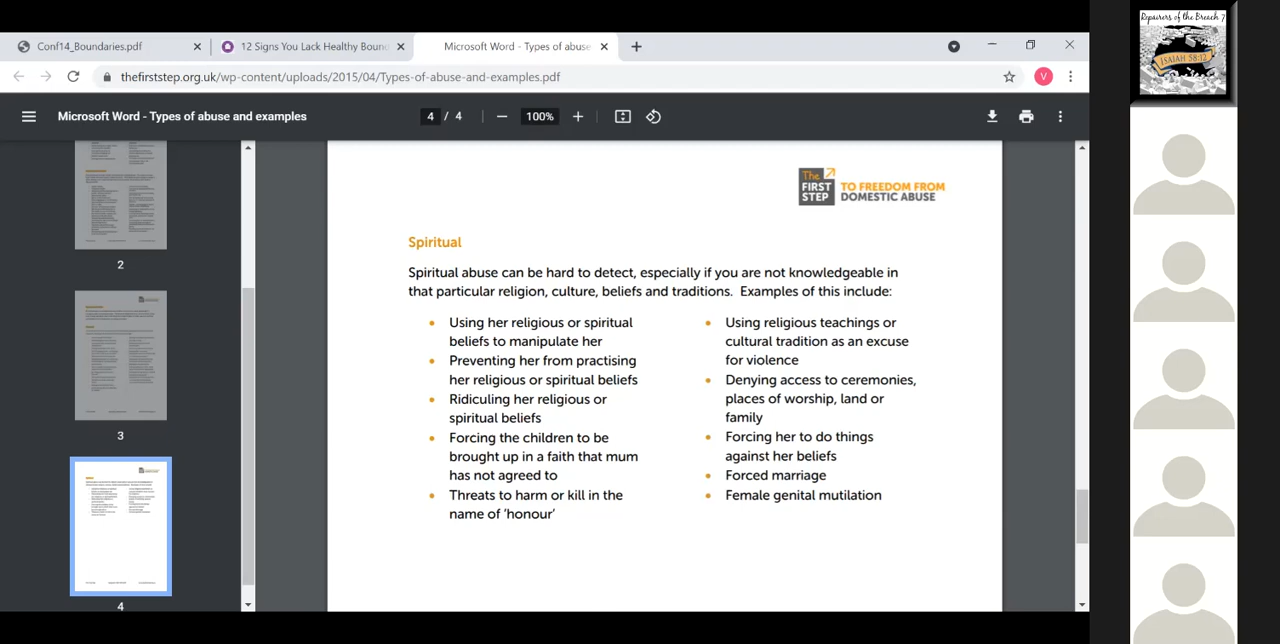 Conf14_Boundaries.pdf
12 Signs You Lack Healthy Boun
Microsoft Word - Types of abuse
thefirststep.org.uk/wp-content/uploads/2015/04/Types-of-abuse-and-examples.pdf
V
Microsoft Word - Types of abuse and examples
4 / 4
100%
2
3
4
The FIRST STEP
TO FREEDOM FROM
DOMESTIC ABUSE
Spiritual
Spiritual abuse can be hard to detect, especially if you are not knowledgeable in
that particular religion, culture, beliefs and traditions. Examples of this include:
• Using her religious or spiritual
beliefs to manipulate her
• Preventing her from practising
her religious or spiritual beliefs
• Ridiculing her religious or
spiritual beliefs
• Forcing the children to be
brought up in a faith that mum
has not agreed to
• Threats to harm or kill in the
name of ‘honour’
• Using religious teachings or
cultural tradition as an excuse
for violence
• Denying access to ceremonies,
places of worship, land or
family
• Forcing her to do things
against her beliefs
• Forced marriage
• Female genital mutilation
Repairers of the Breach 7
ISAIAH 58:12